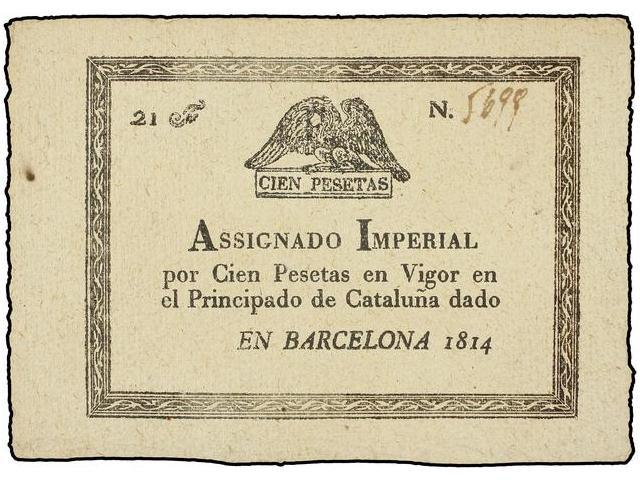 21 N. 5699
CIEN PESETAS
ASSIGNADO IMPERIAL
por Cien Pesetas en Vigor en
el Principado de Cataluña dado
EN BARCELONA 1814